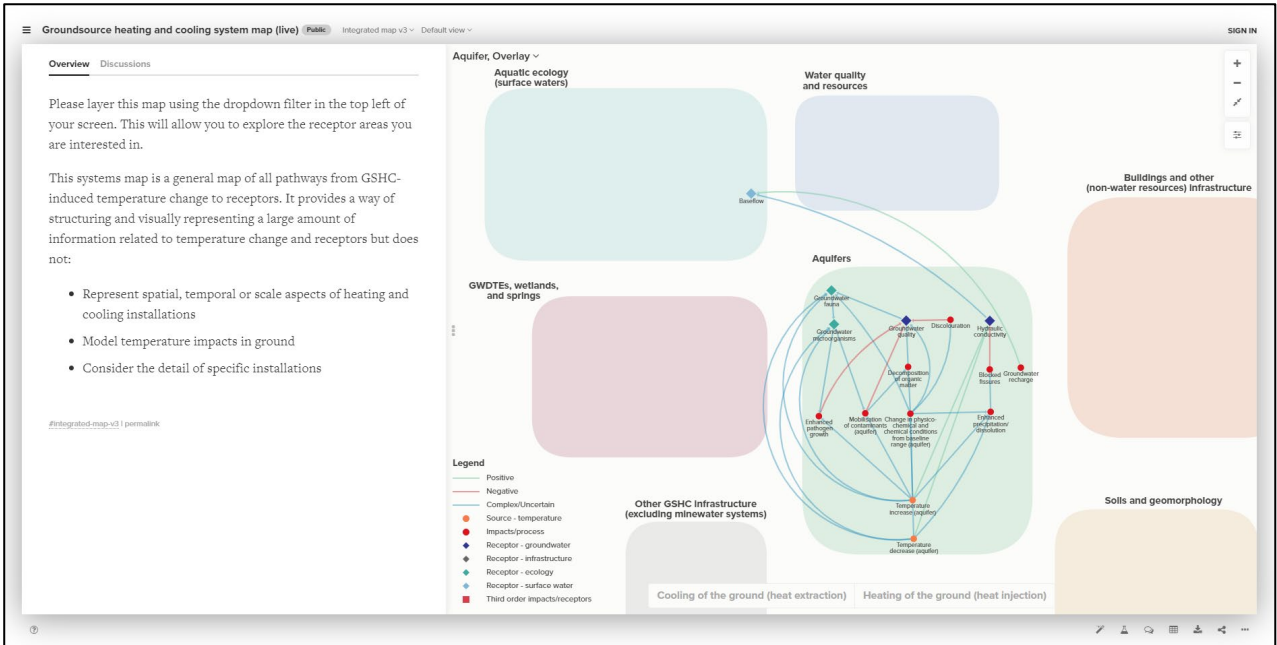 Groundsource heating and cooling system map (live) Public Integrated map v3 Default view
SIGN IN
Overview Discussions
Please layer this map using the dropdown filter in the top left of
your screen. This will allow you to explore the receptor areas you
are interested in.
This systems map is a general map of all pathways from GSHC-
induced temperature change to receptors. It provides a way of
structuring and visually representing a large amount of
information related to temperature change and receptors but does
not:
• Represent spatial, temporal or scale aspects of heating and
cooling installations
• Model temperature impacts in ground
• Consider the detail of specific installations
#integrated-map-v3 | permalink
Aquifer, Overlay
Aquatic ecology
(surface waters)
Water quality
and resources
Buildings and other
(non-water resources) infrastructure
Baseflow
GWDTEs, wetlands,
and springs
Aquifers
Groundwater
fauna
Groundwater
microorganisms
Groundwater
quality
Discolouration
Hydraulic
conductivity
Decomposition
of organic
matter
Blocked
fissures
Groundwater
recharge
Enhanced
pathogen
growth
Mobilitation
of contaminants
(aquifer)
Change in physico-
chemical and
chemical conditions
from baseline
range (aquifer)
Enhanced
precipitation/
dissolution
Temperature
increase (aquifer)
Temperature
decrease (aquifer)
Legend
Positive
Negative
Complex/Uncertain
Source - temperature
Impacts/process
Receptor - groundwater
Receptor - infrastructure
Receptor - ecology
Receptor - surface water
Third order impacts/receptors
Other GSHC infrastructure
(excluding minewater systems)
Soils and geomorphology
Cooling of the ground (heat extraction)
Heating of the ground (heat injection)